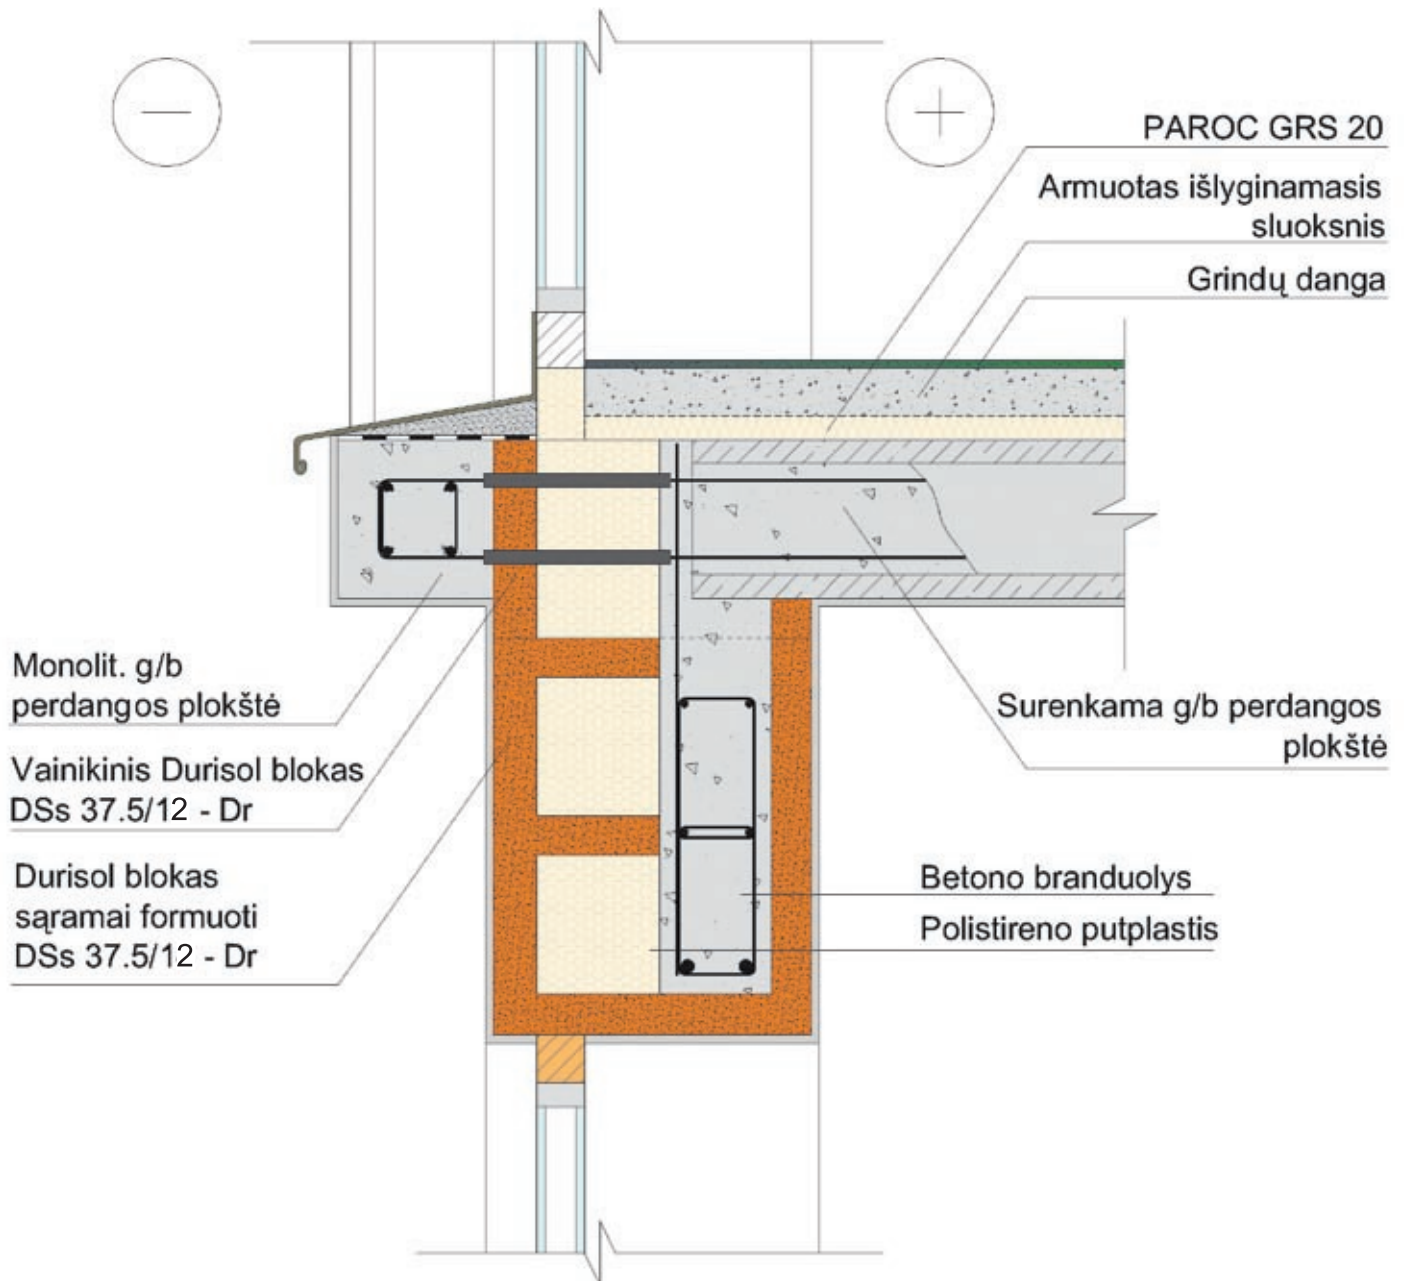 PAROC GRS 20
Armuotas išlyginamasis
sluoksnis
Grindų danga
Monolit. g/b
perdangos plokštė
Vainikinis Durisol blokas
DSs 37.5/12 - Dr
Durisol blokas
sąramai formuoti
DSs 37.5/12 - Dr
Surenkama g/b perdangos
plokštė
Betono branduolys
Polistireno putplastis